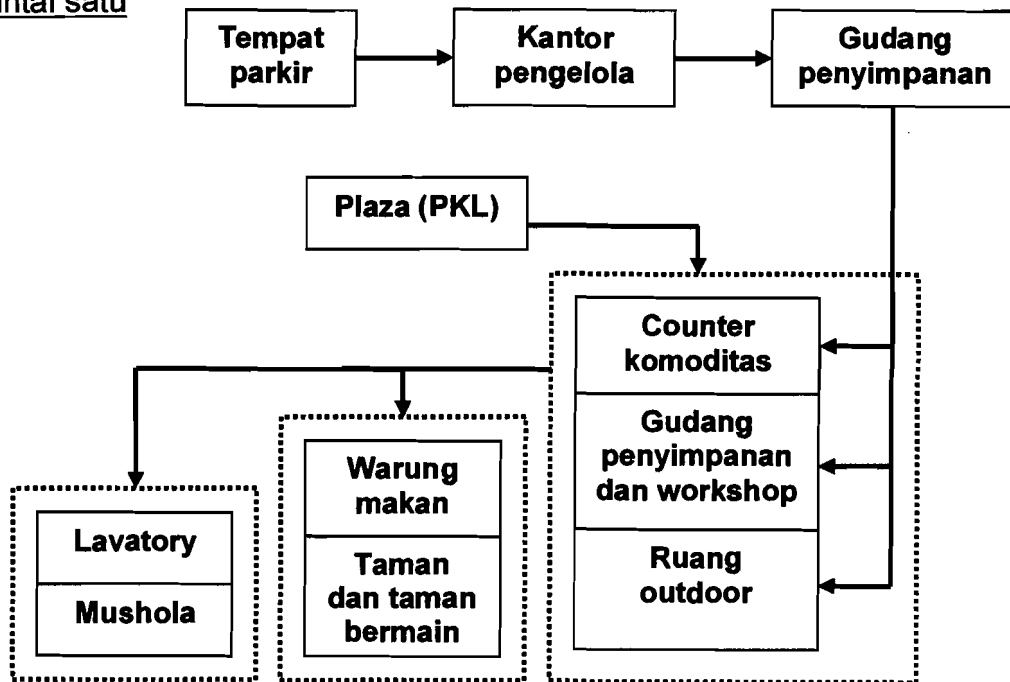 satu
Tempat
parkir
Kantor
pengelola
Gudang
penyimpanan
Plaza (PKL)
Counter
komoditas
Gudang
penyimpanan
dan workshop
Ruang
outdoor
Warung
makan
Taman
dan taman
bermain
Lavatory
Mushola